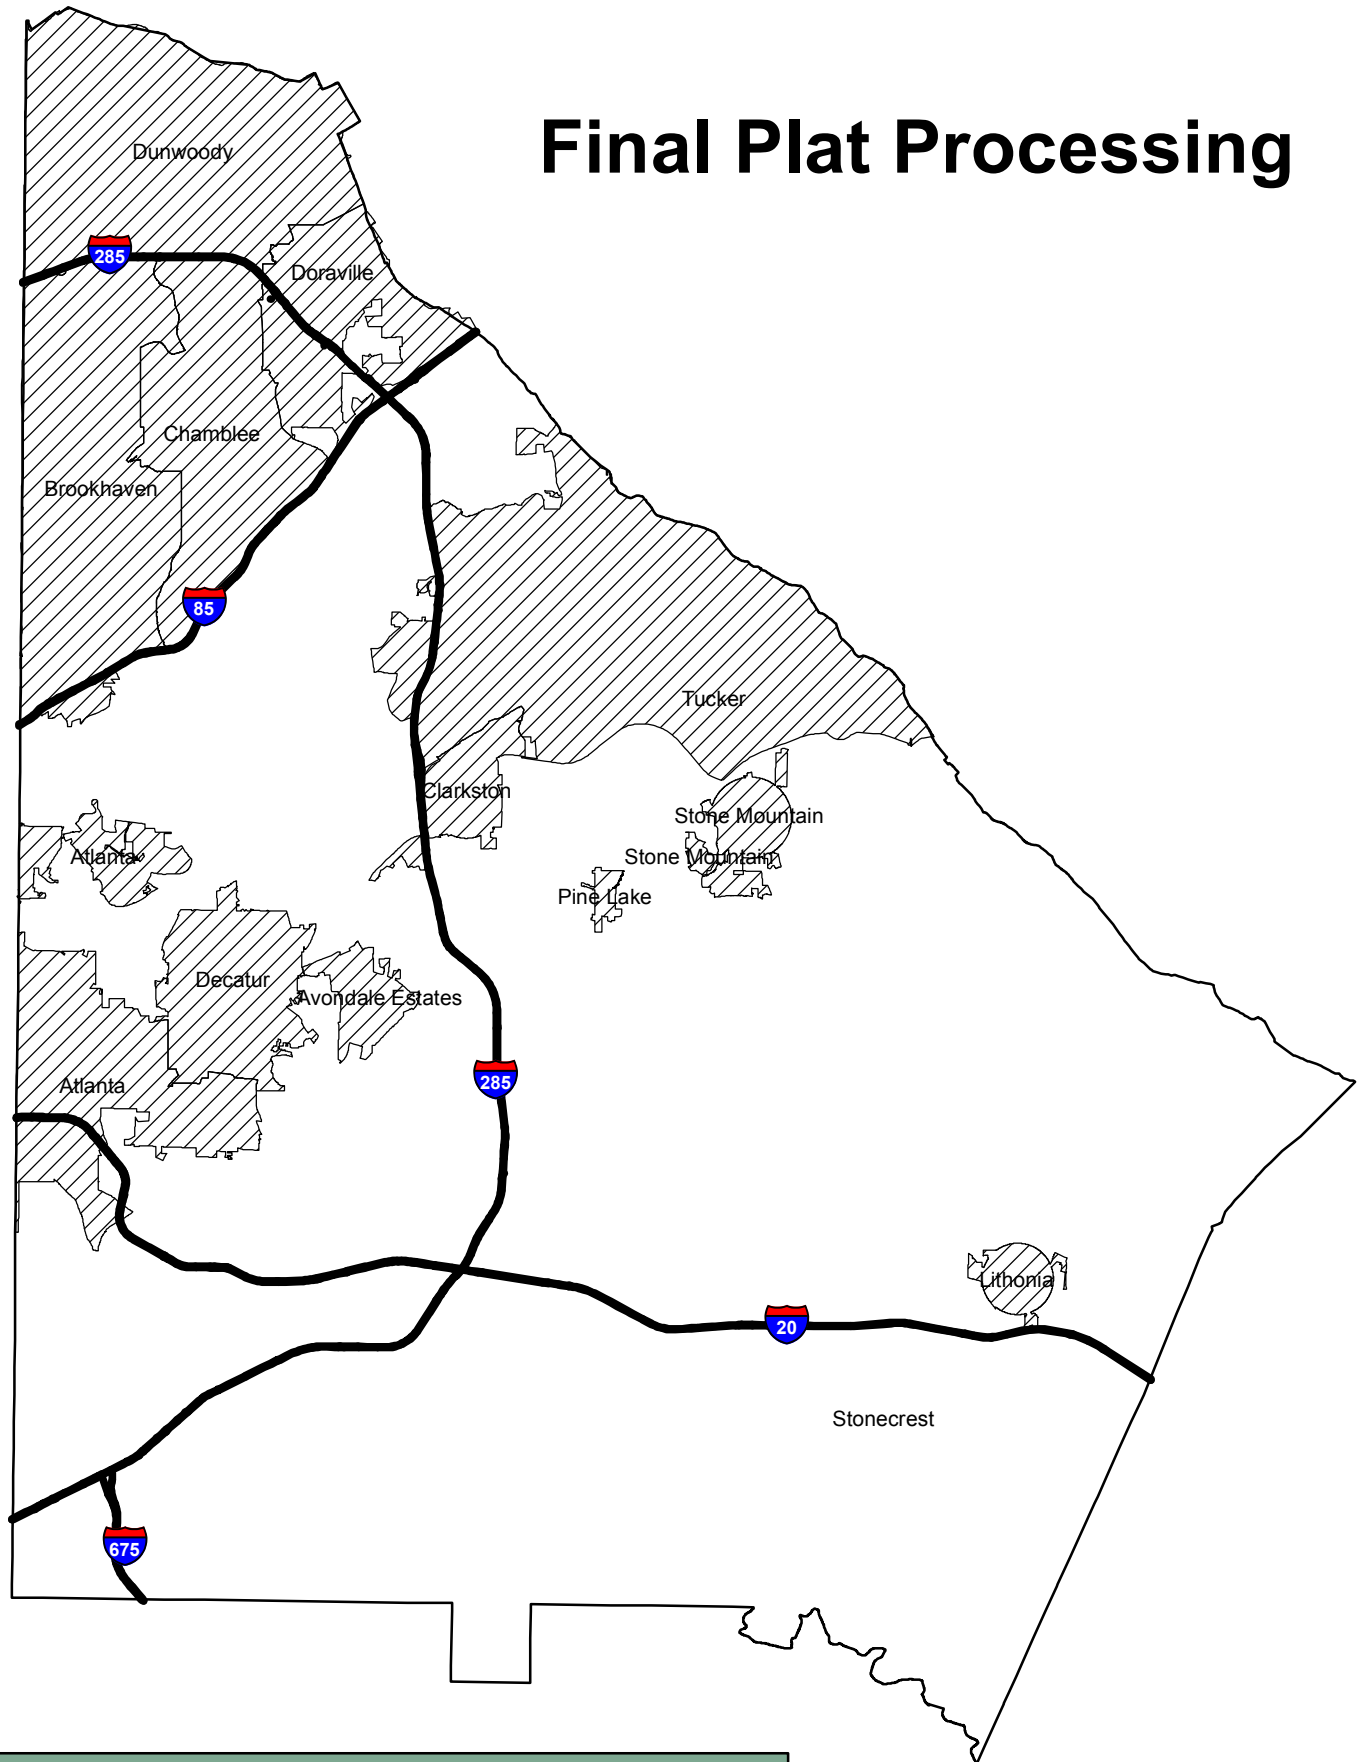 Final Plat Processing
Dunwoody
285
Doraville
Chamblee
Brookhaven
85
Tucker
Clarkston
Stone Mountain
Atlanta
Stone Mountain
Pine Lake
Decatur
Avondale Estates
285
Atlanta
Lithonia
20
Stonecrest
675